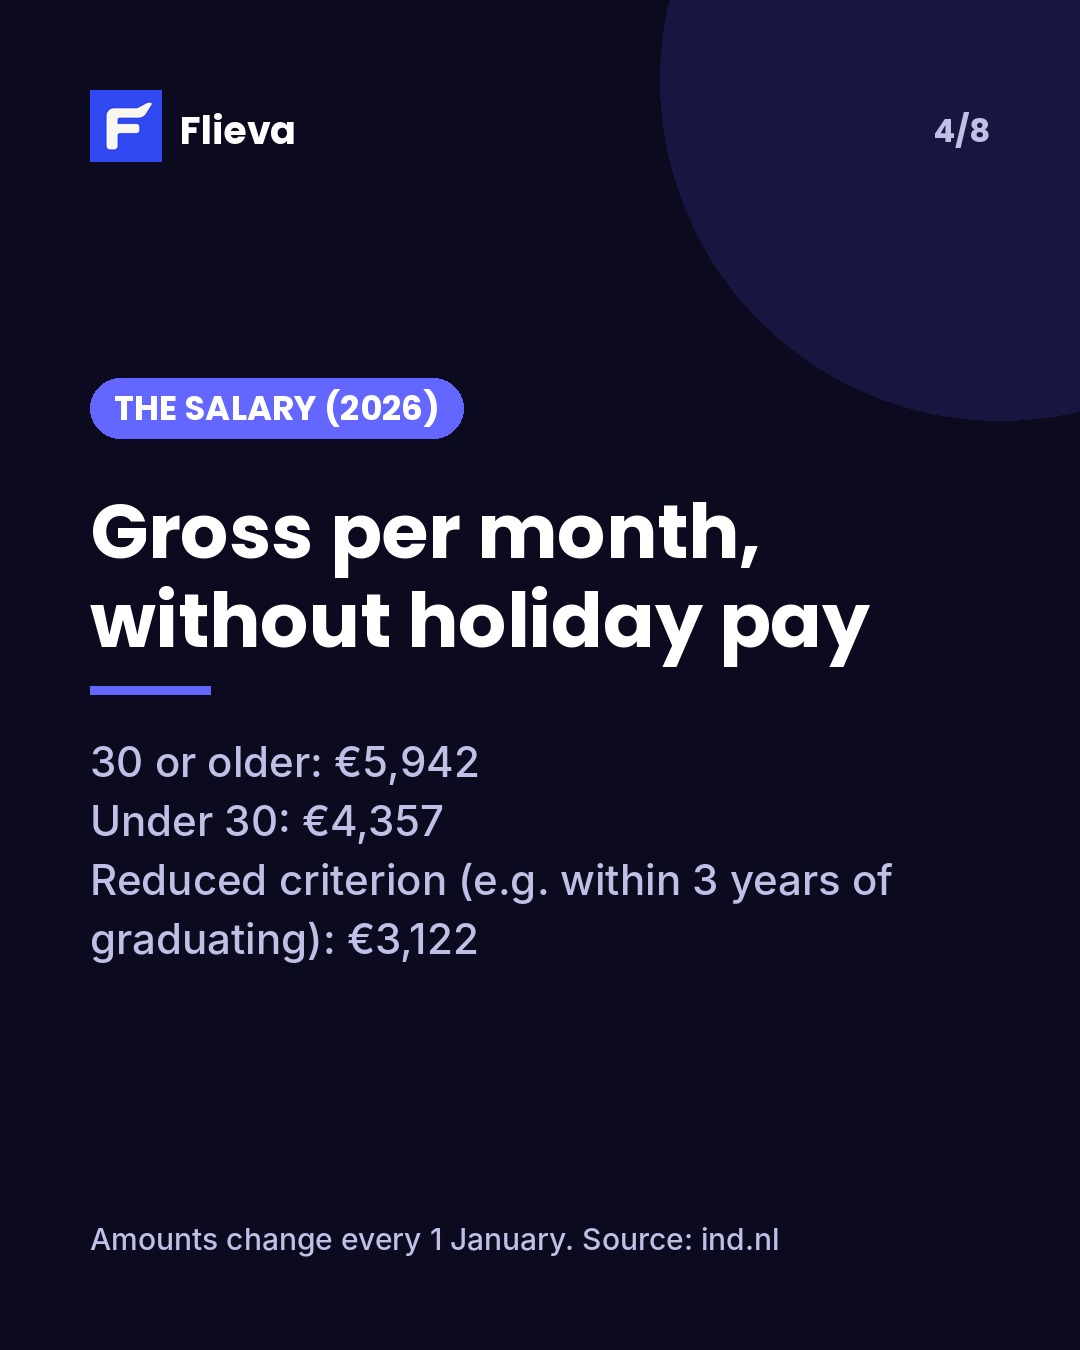 Flieva
4/8
THE SALARY (2026)
Gross per month,
without holiday pay
30 or older: €5,942
Under 30: €4,357
Reduced criterion (e.g. within 3 years of
graduating): €3,122
Amounts change every 1 January. Source: ind.nl